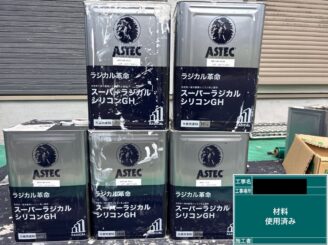 ASTEC
ラジカル革命
スーパーラジカル
シリコンGH
ASTEC
ラジカル革命
スーパーラジカル
シリコンGH
ASTEC
ラジカル革命
スーパーラジカル
シリコンGH
ASTEC
ラジカル革命
スーパーラジカル
シリコンGH
ASTEC
ラジカル革命
スーパーラジカル
シリコンGH
工事名
工事場所
材料
使用済み
施工者